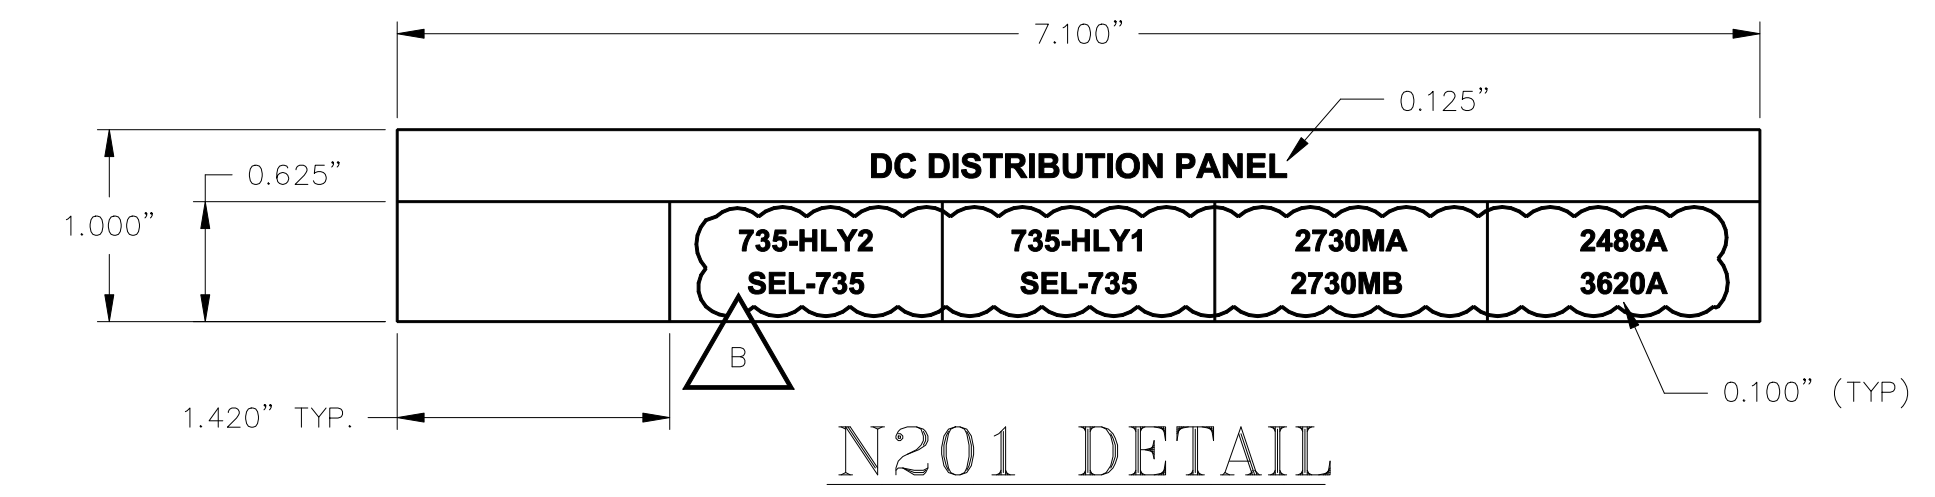 7.100”
0.125”
DC DISTRIBUTION PANEL
0.625”
1.000”
735-HLY2
SEL-735
735-HLY1
SEL-735
2730MA
2730MB
2488A
3620A
B
0.100” (TYP)
1.420” TYP.
N201 DETAIL